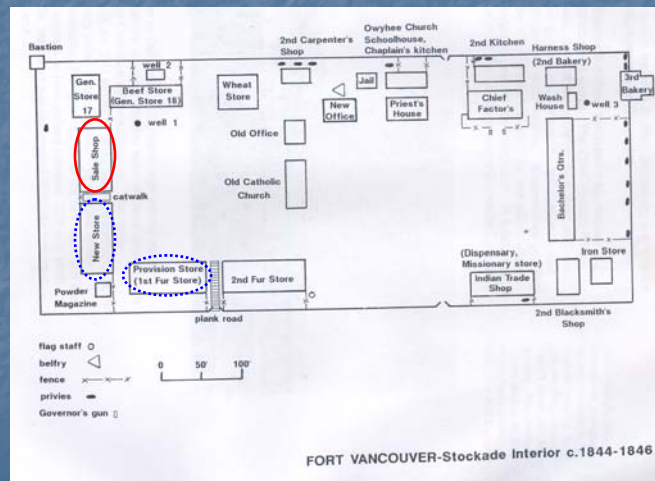 Bastion
Gen.
Store
17
well 2
Beef Store
(Gen. Store 18)
well 1
Sale Shop
catwalk
New Store
Powder
Magazine
Provision Store
(1st Fur Store)
plank road
2nd Fur Store
Wheat
Store
2nd Carpenter's
Shop
Old Office
Old Catholic
Church
New
Office
Jail
Owyhee Church
Schoolhouse,
Chaplain's kitchen
Priest's
House
2nd Kitchen
Chief
Factor's
Harness Shop
(2nd Bakery)
Wash
House
well 3
3rd
Bakery
Bachelor's Qtrs.
(Dispensary,
Missionary store)
Indian Trade
Shop
Iron Store
2nd Blacksmith's
Shop
flag staff
belfry
fence
privies
Governor's gun
0 50' 100'
FORT VANCOUVER-Stockade Interior c.1844-1846